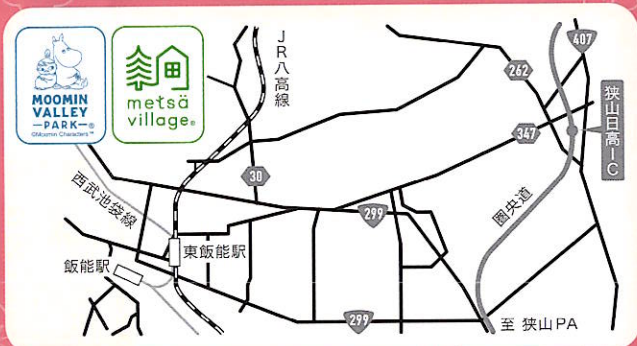 MOOMIN
VALLEY
PARK ®
©Moomin Characters™
metsä
village®
JR八高線
407
262
狭山日高IC
347
30
西武池袋線
299
圏央道
東飯能駅
飯能駅
299
至 狭山PA